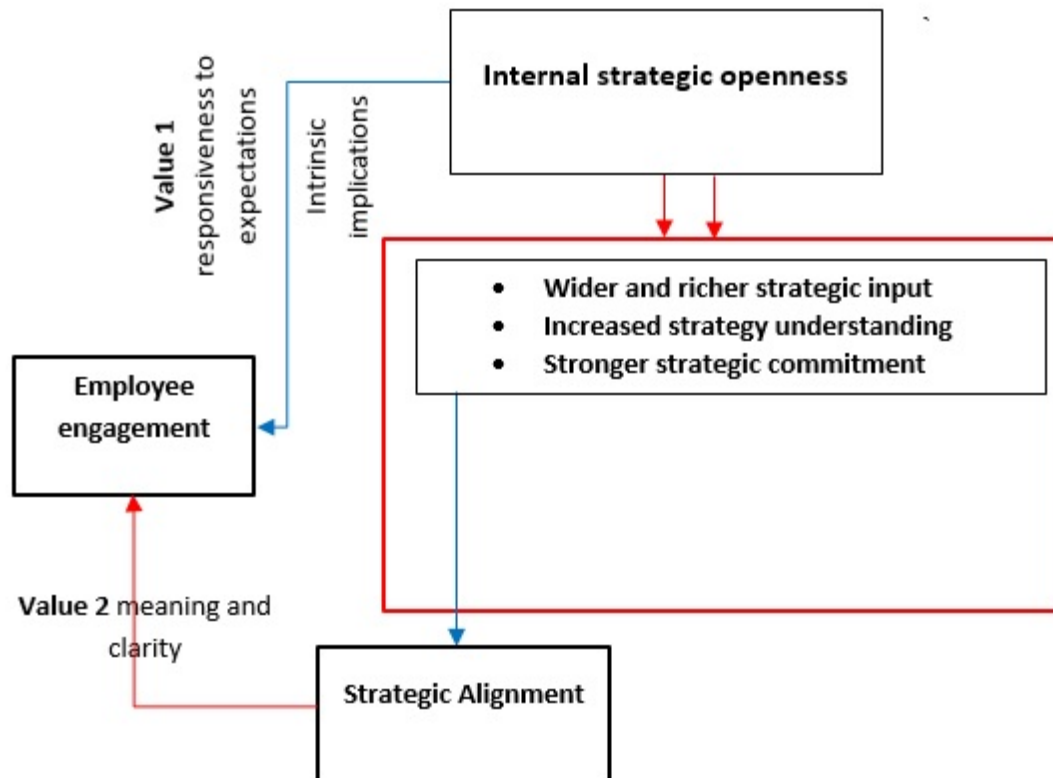 Internal strategic openness
Value 1
responsiveness to
expectations
Intrinsic
implications
• Wider and richer strategic input
• Increased strategy understanding
• Stronger strategic commitment
Employee
engagement
Value 2 meaning and
clarity
Strategic Alignment